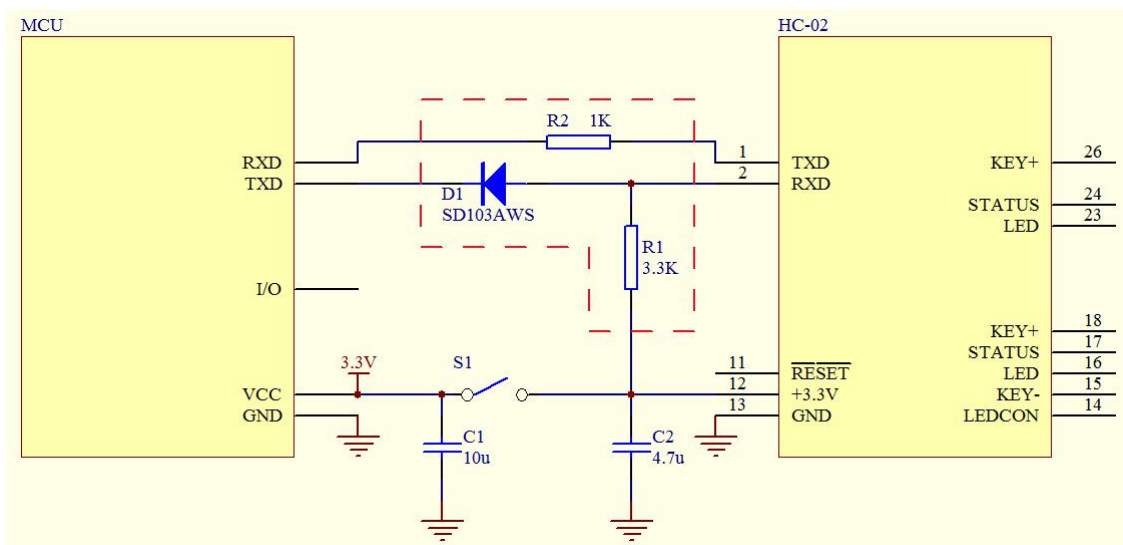 MCU
HC-02
R2 1K
RXD
1
TXD
KEY+
26
TXD
2
RXD
D1
SD103AWS
STATUS
24
LED
23
R1
3.3K
I/O
KEY+
18
STATUS
17
3.3V
S1
11
RESET
LED
16
VCC
12
+3.3V
KEY-
15
GND
13
GND
LEDCON
14
C1
10u
C2
4.7u